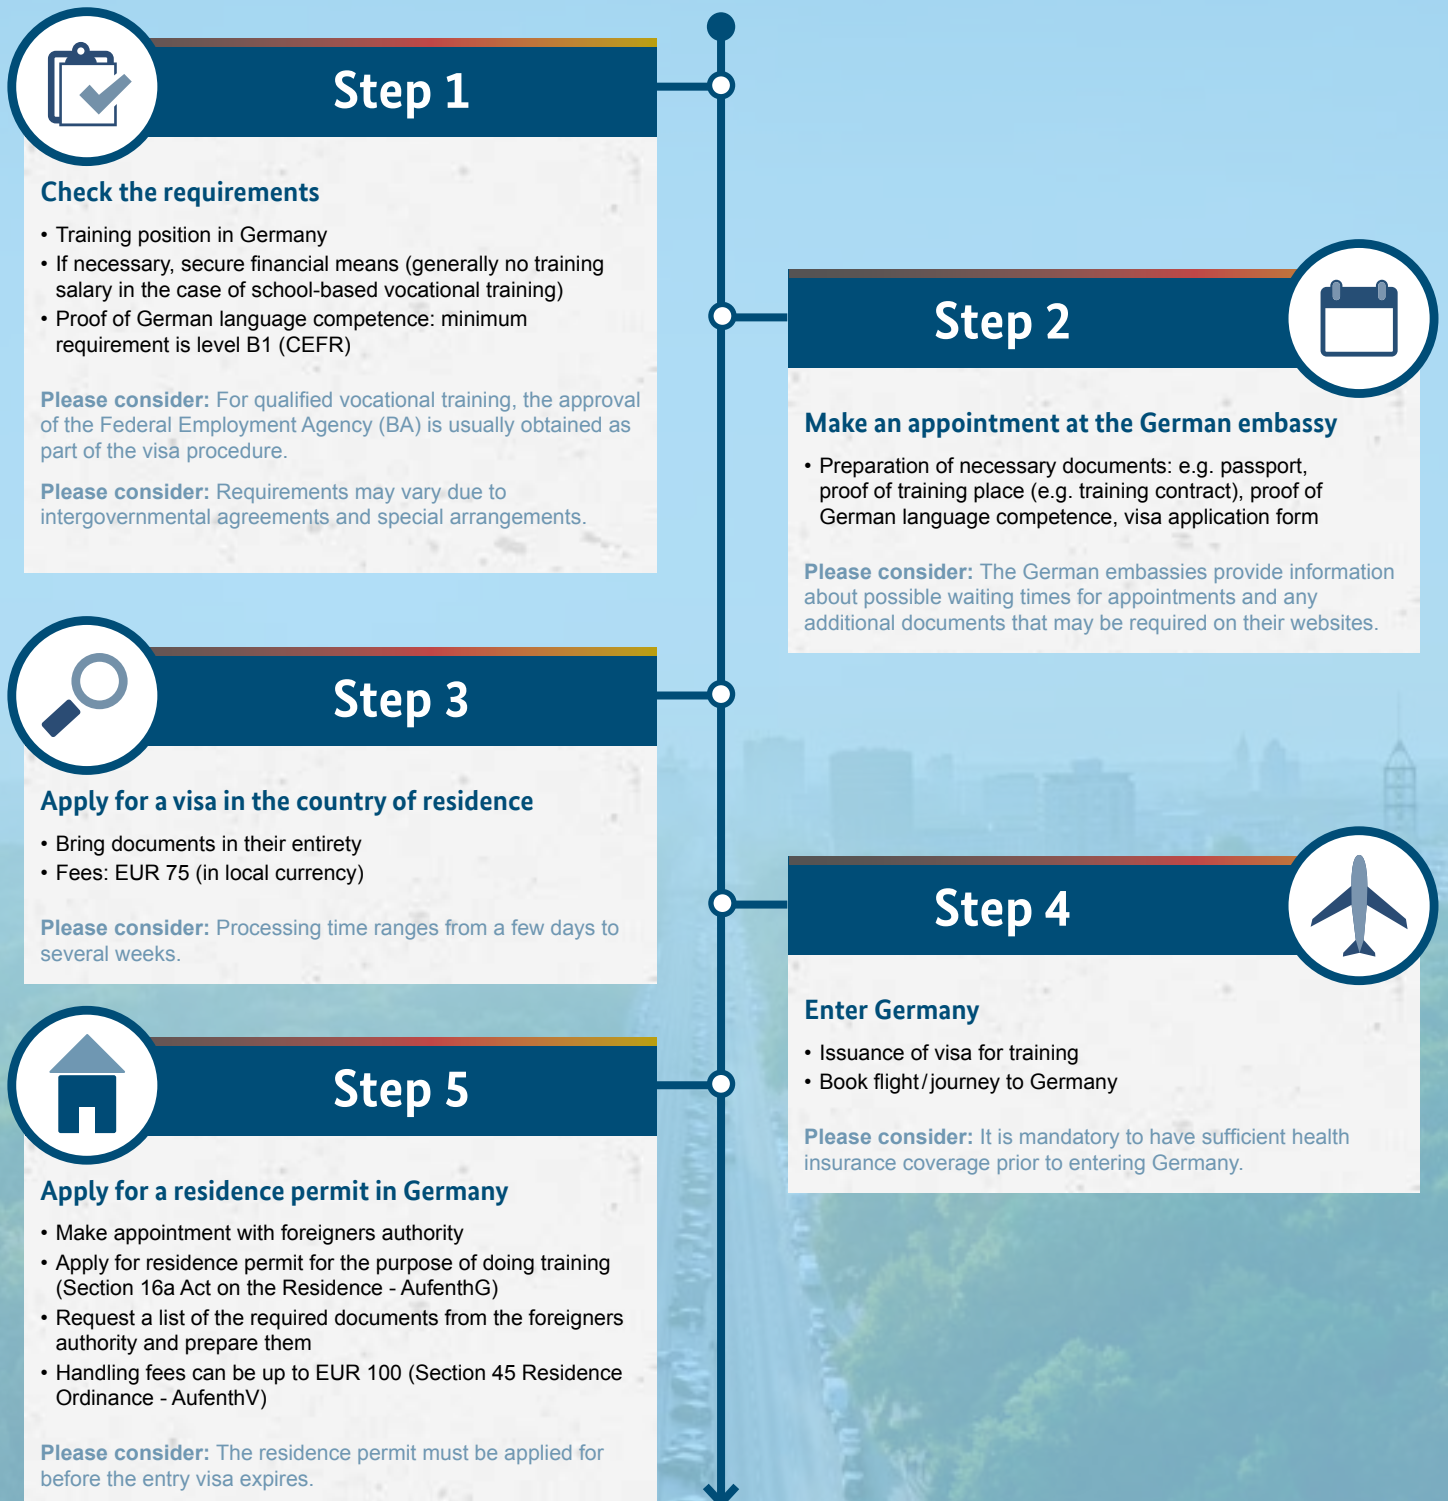 Step 1
Check the requirements
• Training position in Germany
• If necessary, secure financial means (generally no training
salary in the case of school-based vocational training)
• Proof of German language competence: minimum
requirement is level B1 (CEFR)
Please consider: For qualified vocational training, the approval
of the Federal Employment Agency (BA) is usually obtained as
part of the visa procedure.
Please consider: Requirements may vary due to
intergovernmental agreements and special arrangements.
Step 2
Make an appointment at the German embassy
• Preparation of necessary documents: e.g. passport,
proof of training place (e.g. training contract), proof of
German language competence, visa application form
Please consider: The German embassies provide information
about possible waiting times for appointments and any
additional documents that may be required on their websites.
Step 3
Apply for a visa in the country of residence
• Bring documents in their entirety
• Fees: EUR 75 (in local currency)
Please consider: Processing time ranges from a few days to
several weeks.
Step 4
Enter Germany
• Issuance of visa for training
• Book flight/journey to Germany
Please consider: It is mandatory to have sufficient health
insurance coverage prior to entering Germany.
Step 5
Apply for a residence permit in Germany
• Make appointment with foreigners authority
• Apply for residence permit for the purpose of doing training
(Section 16a Act on the Residence - AufenthG)
• Request a list of the required documents from the foreigners
authority and prepare them
• Handling fees can be up to EUR 100 (Section 45 Residence
Ordinance - AufenthV)
Please consider: The residence permit must be applied for
before the entry visa expires.